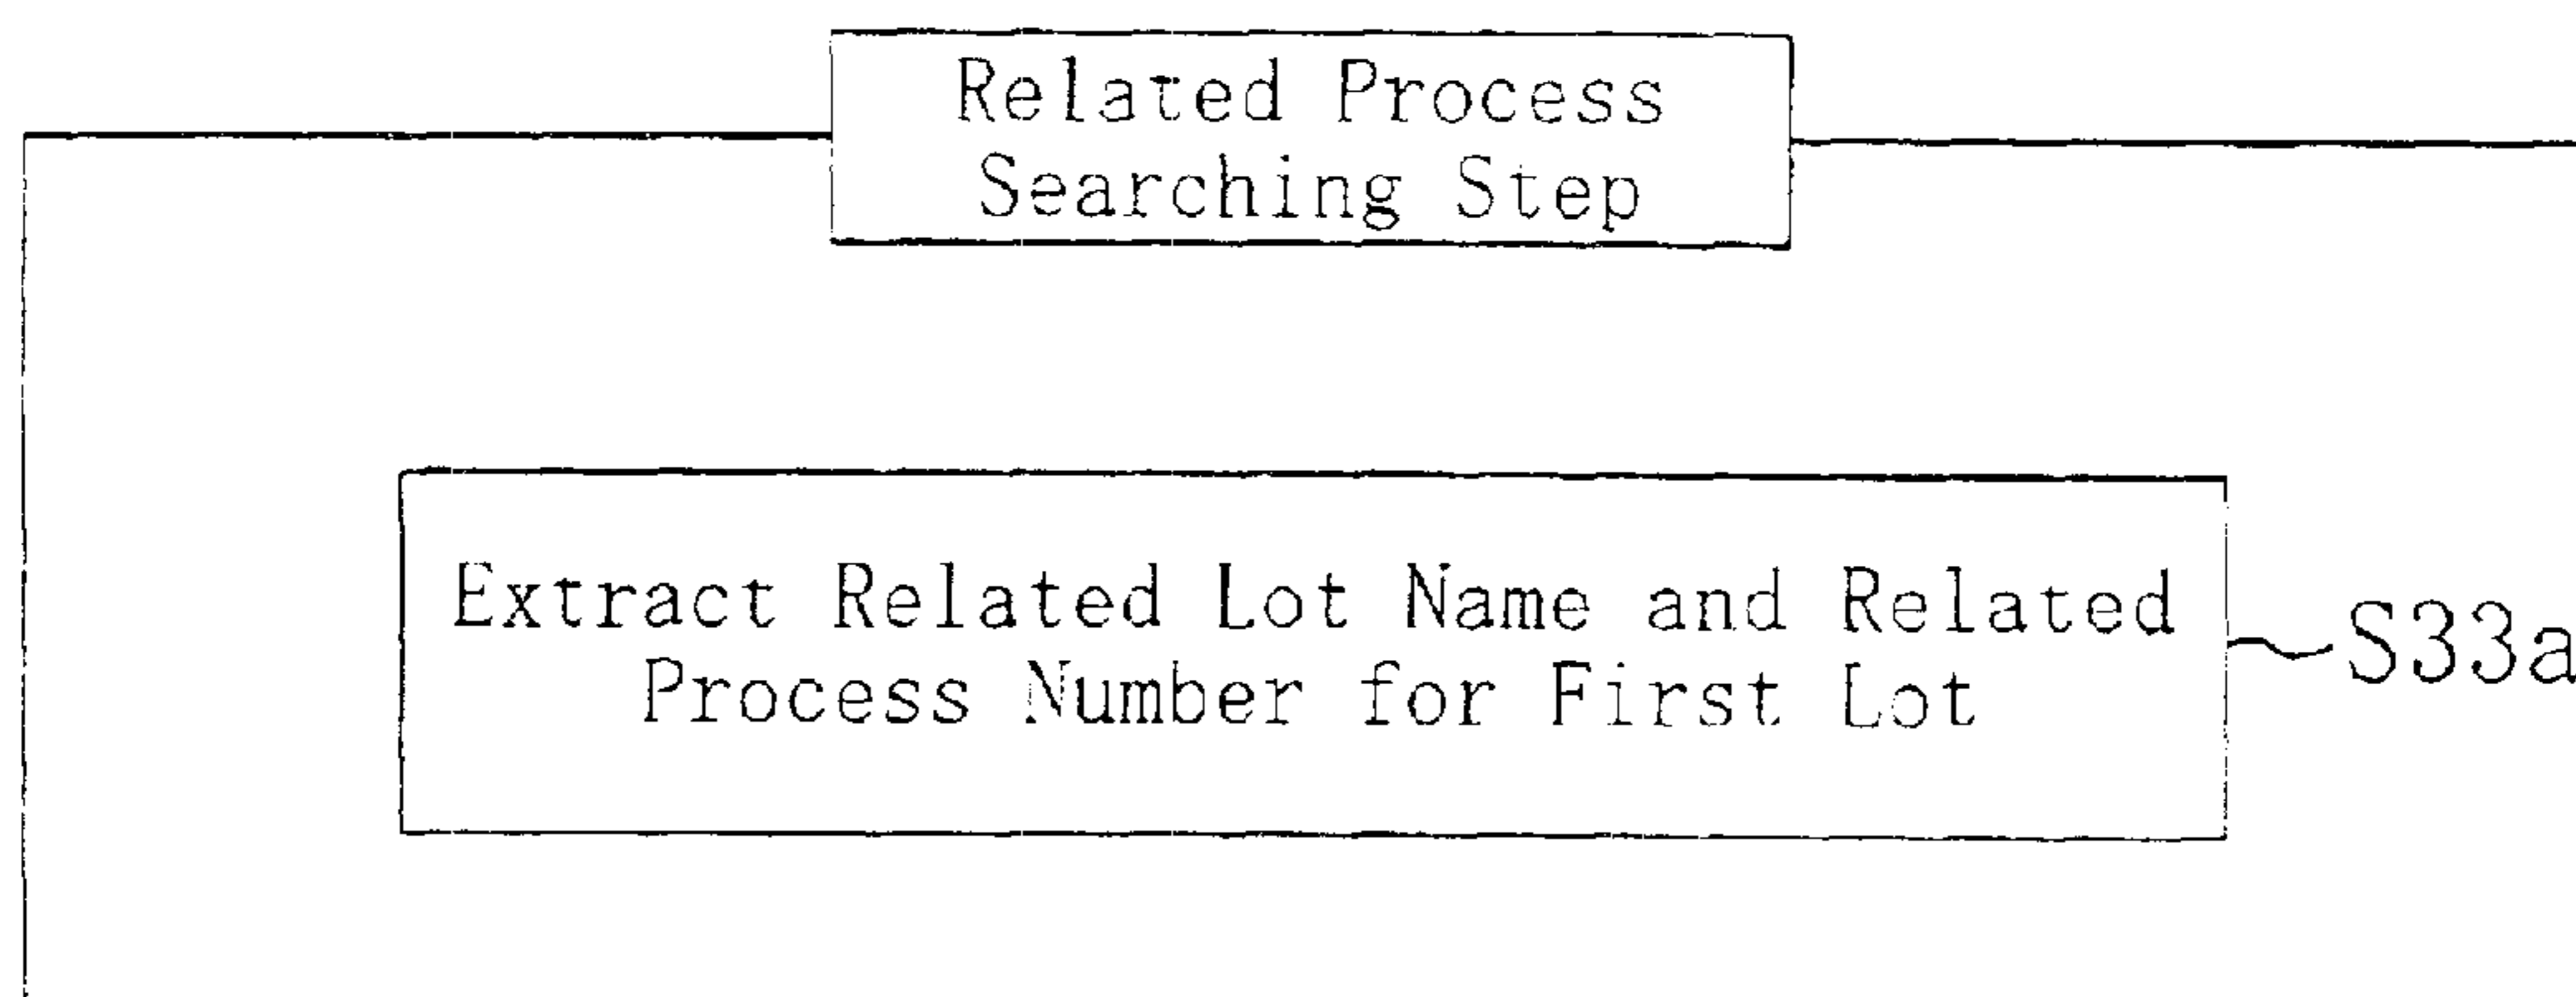 Related Process
Searching Step
Extract Related Lot Name and Related
Process Number for First Lot
S33a